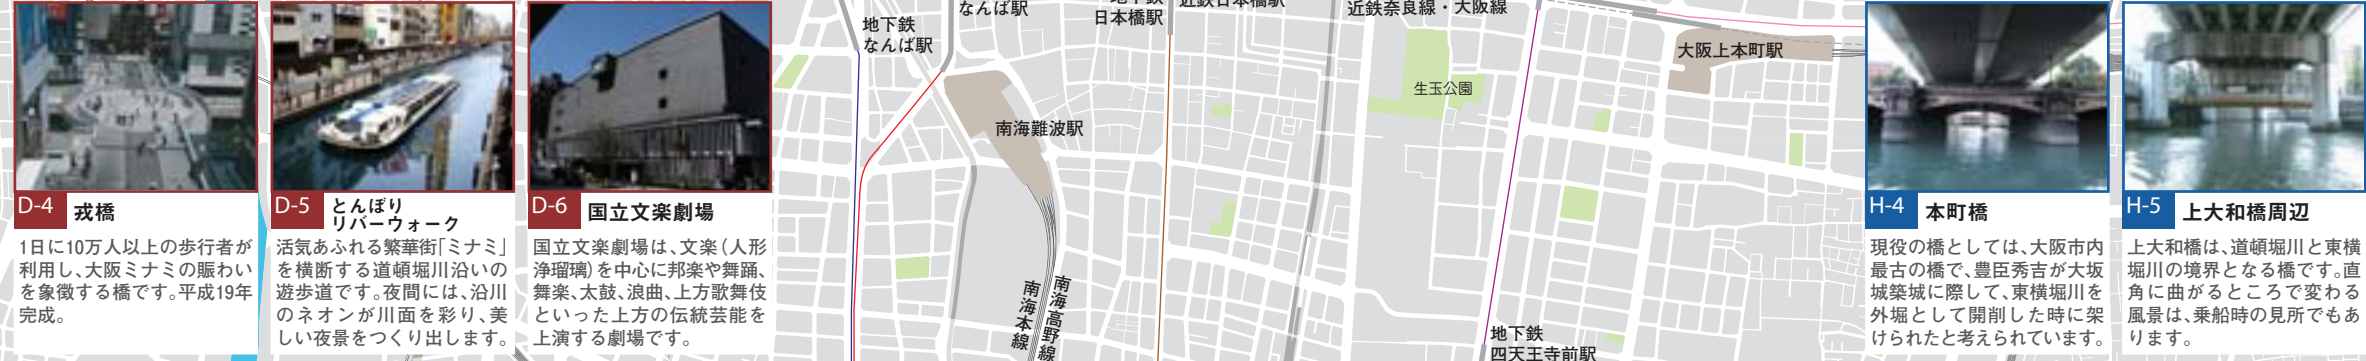 D-4 戎橋
1日に10万人以上の歩行者が
利用し、大阪ミナミの賑わい
を象徴する橋です。平成19年
完成。
D-5 とんぼり
リバーウォーク
活気あふれる繁華街「ミナミ」
を横断する道頓堀川沿いの
遊歩道です。夜間には、沿川
のネオンが川面を彩り、美
しい夜景をつくり出します。
D-6 国立文楽劇場
国立文楽劇場は、文楽(人形
浄瑠璃)を中心に邦楽や舞踊、
舞楽、太鼓、浪曲、上方歌舞伎
といった上方の伝統芸能を
上演する劇場です。
地下鉄
なんば駅
なんば駅
地下鉄
日本橋駅
近鉄日本橋駅
近鉄奈良線・大阪線
大阪上本町駅
生玉公園
南海難波駅
南海本線
南海高野線
地下鉄
四天王寺前駅
H-4 本町橋
現役の橋としては、大阪市内
最古の橋で、豊臣秀吉が大坂
城築城に際して、東横堀川を
外堀として開削した時に架
けられたと考えられています。
H-5 上大和橋周辺
上大和橋は、道頓堀川と東横
堀川の境界となる橋です。直
角に曲がるところで変わる
風景は、乗船時の見所でもあ
ります。